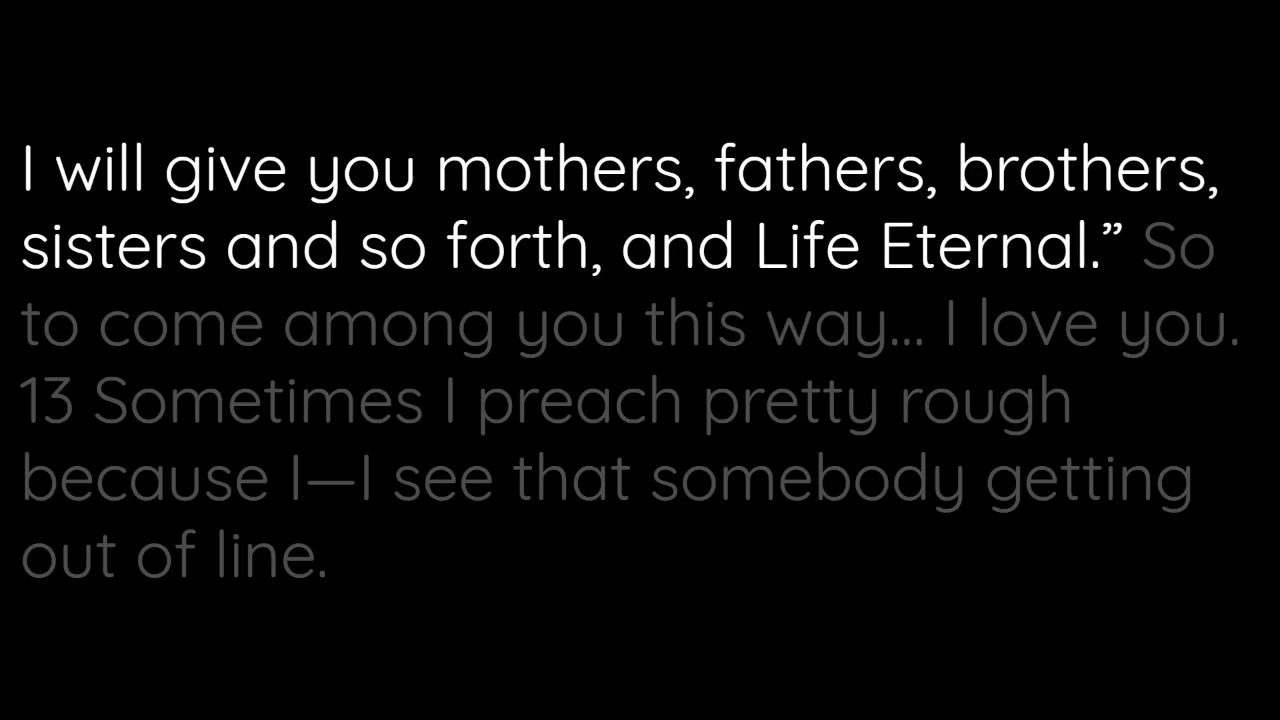 I will give you mothers, fathers, brothers,
sisters and so forth, and Life Eternal.” So
to come among you this way... I love you.
13 Sometimes I preach pretty rough
because I—I see that somebody getting
out of line.